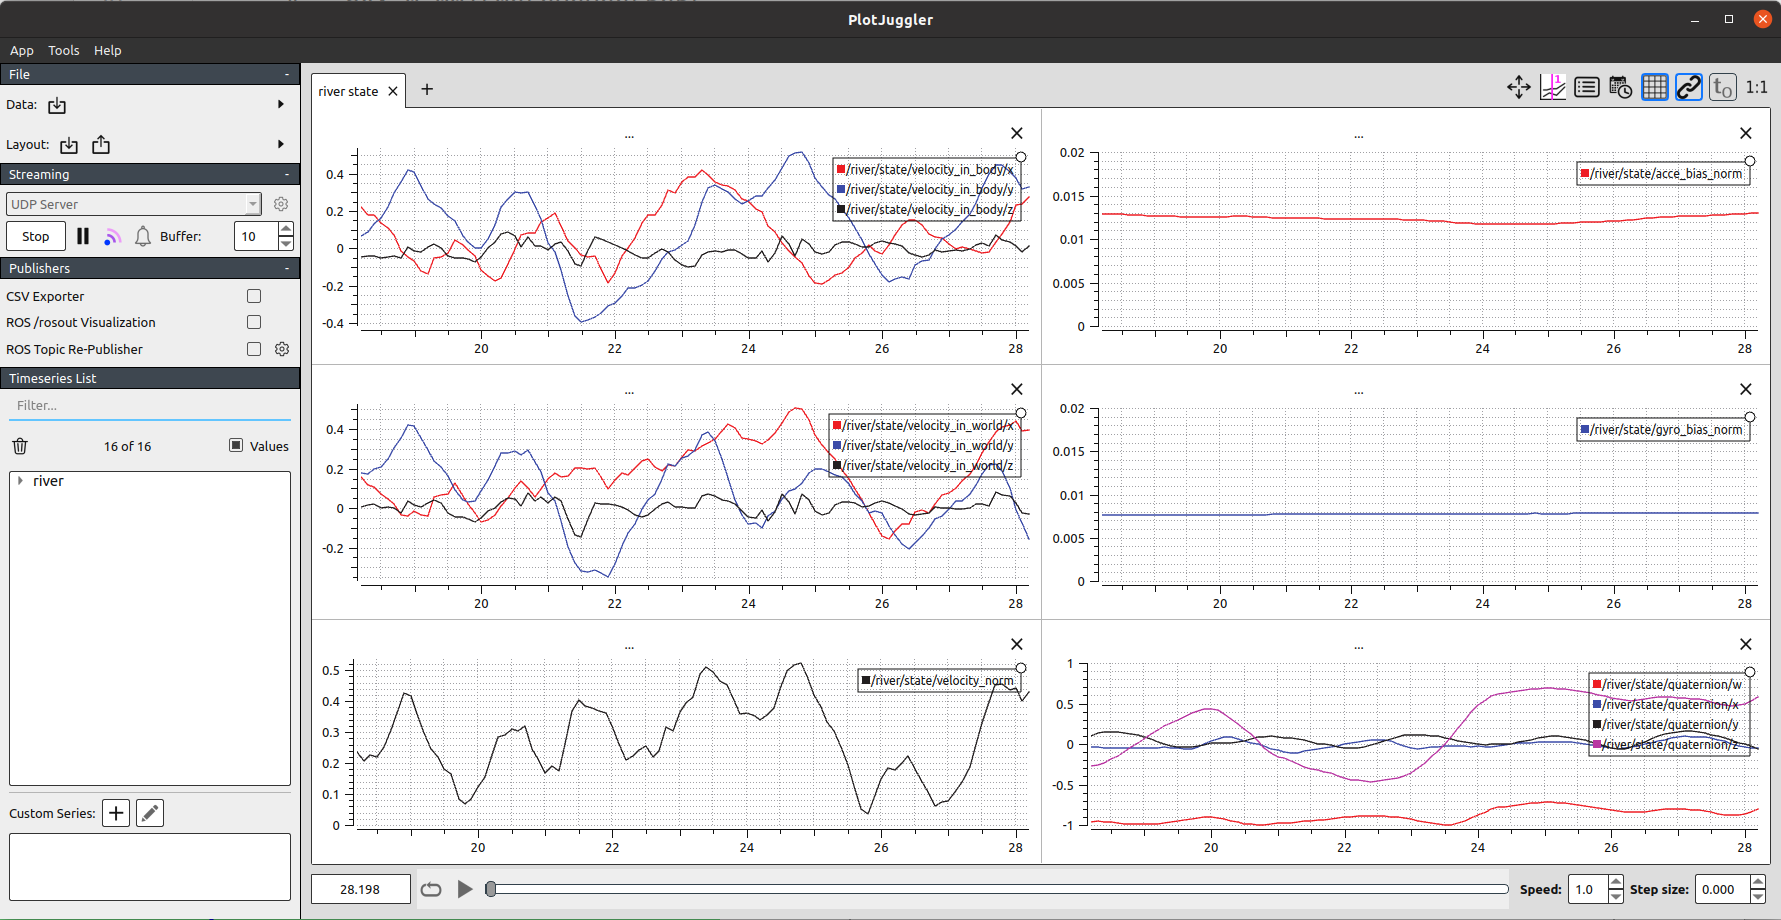 PlotJuggler
App Tools Help
File -
Data:
Layout:
Streaming -
UDP Server
Stop Buffer: 10
Publishers -
CSV Exporter
ROS /rosout Visualization
ROS Topic Re-Publisher
Timeseries List
Filter...
16 of 16 Values
river
Custom Series:
river state
1 t0 1:1
...
/river/state/velocity_in_body/x
/river/state/velocity_in_body/y
/river/state/velocity_in_body/z
0.4
0.2
0
-0.2
-0.4
20 22 24 26 28
...
/river/state/acce_bias_norm
0.02
0.015
0.01
0.005
0
20 22 24 26 28
...
/river/state/velocity_in_world/x
/river/state/velocity_in_world/y
/river/state/velocity_in_world/z
0.4
0.2
0
-0.2
20 22 24 26 28
...
/river/state/gyro_bias_norm
0.02
0.015
0.01
0.005
0
20 22 24 26 28
...
/river/state/velocity_norm
0.5
0.4
0.3
0.2
0.1
0
20 22 24 26 28
...
/river/state/quaternion/w
/river/state/quaternion/x
/river/state/quaternion/y
/river/state/quaternion/z
1
0.5
0
-0.5
-1
20 22 24 26 28
28.198 Speed: 1.0 Step size: 0.000